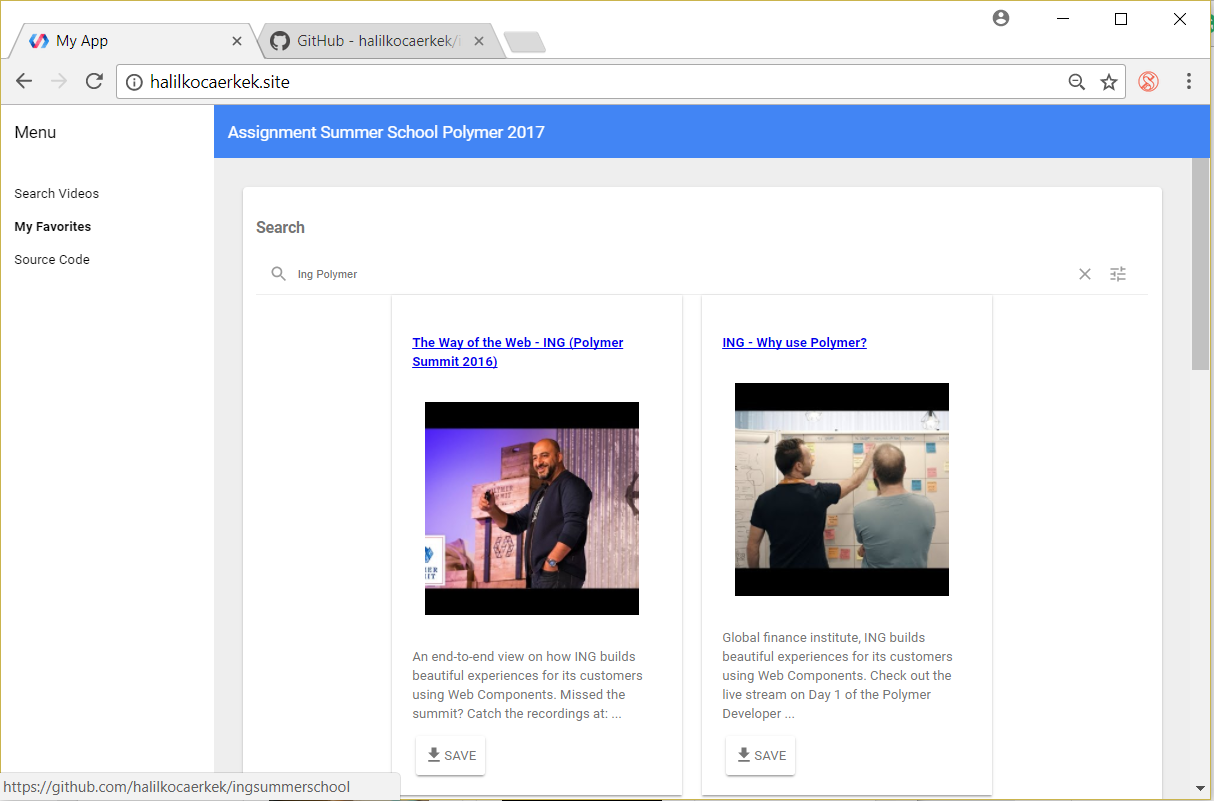 My App
GitHub - halilkocaerkek/i
halilkocaerkek.site
Menu
Search Videos
My Favorites
Source Code
Assignment Summer School Polymer 2017
Search
Ing Polymer
The Way of the Web - ING (Polymer
Summit 2016)
An end-to-end view on how ING builds
beautiful experiences for its customers
using Web Components. Missed the
summit? Catch the recordings at: ...
SAVE
ING - Why use Polymer?
Global finance institute, ING builds
beautiful experiences for its customers
using Web Components. Check out the
live stream on Day 1 of the Polymer
Developer ...
SAVE
https://github.com/halilkocaerkek/ingsummerschool